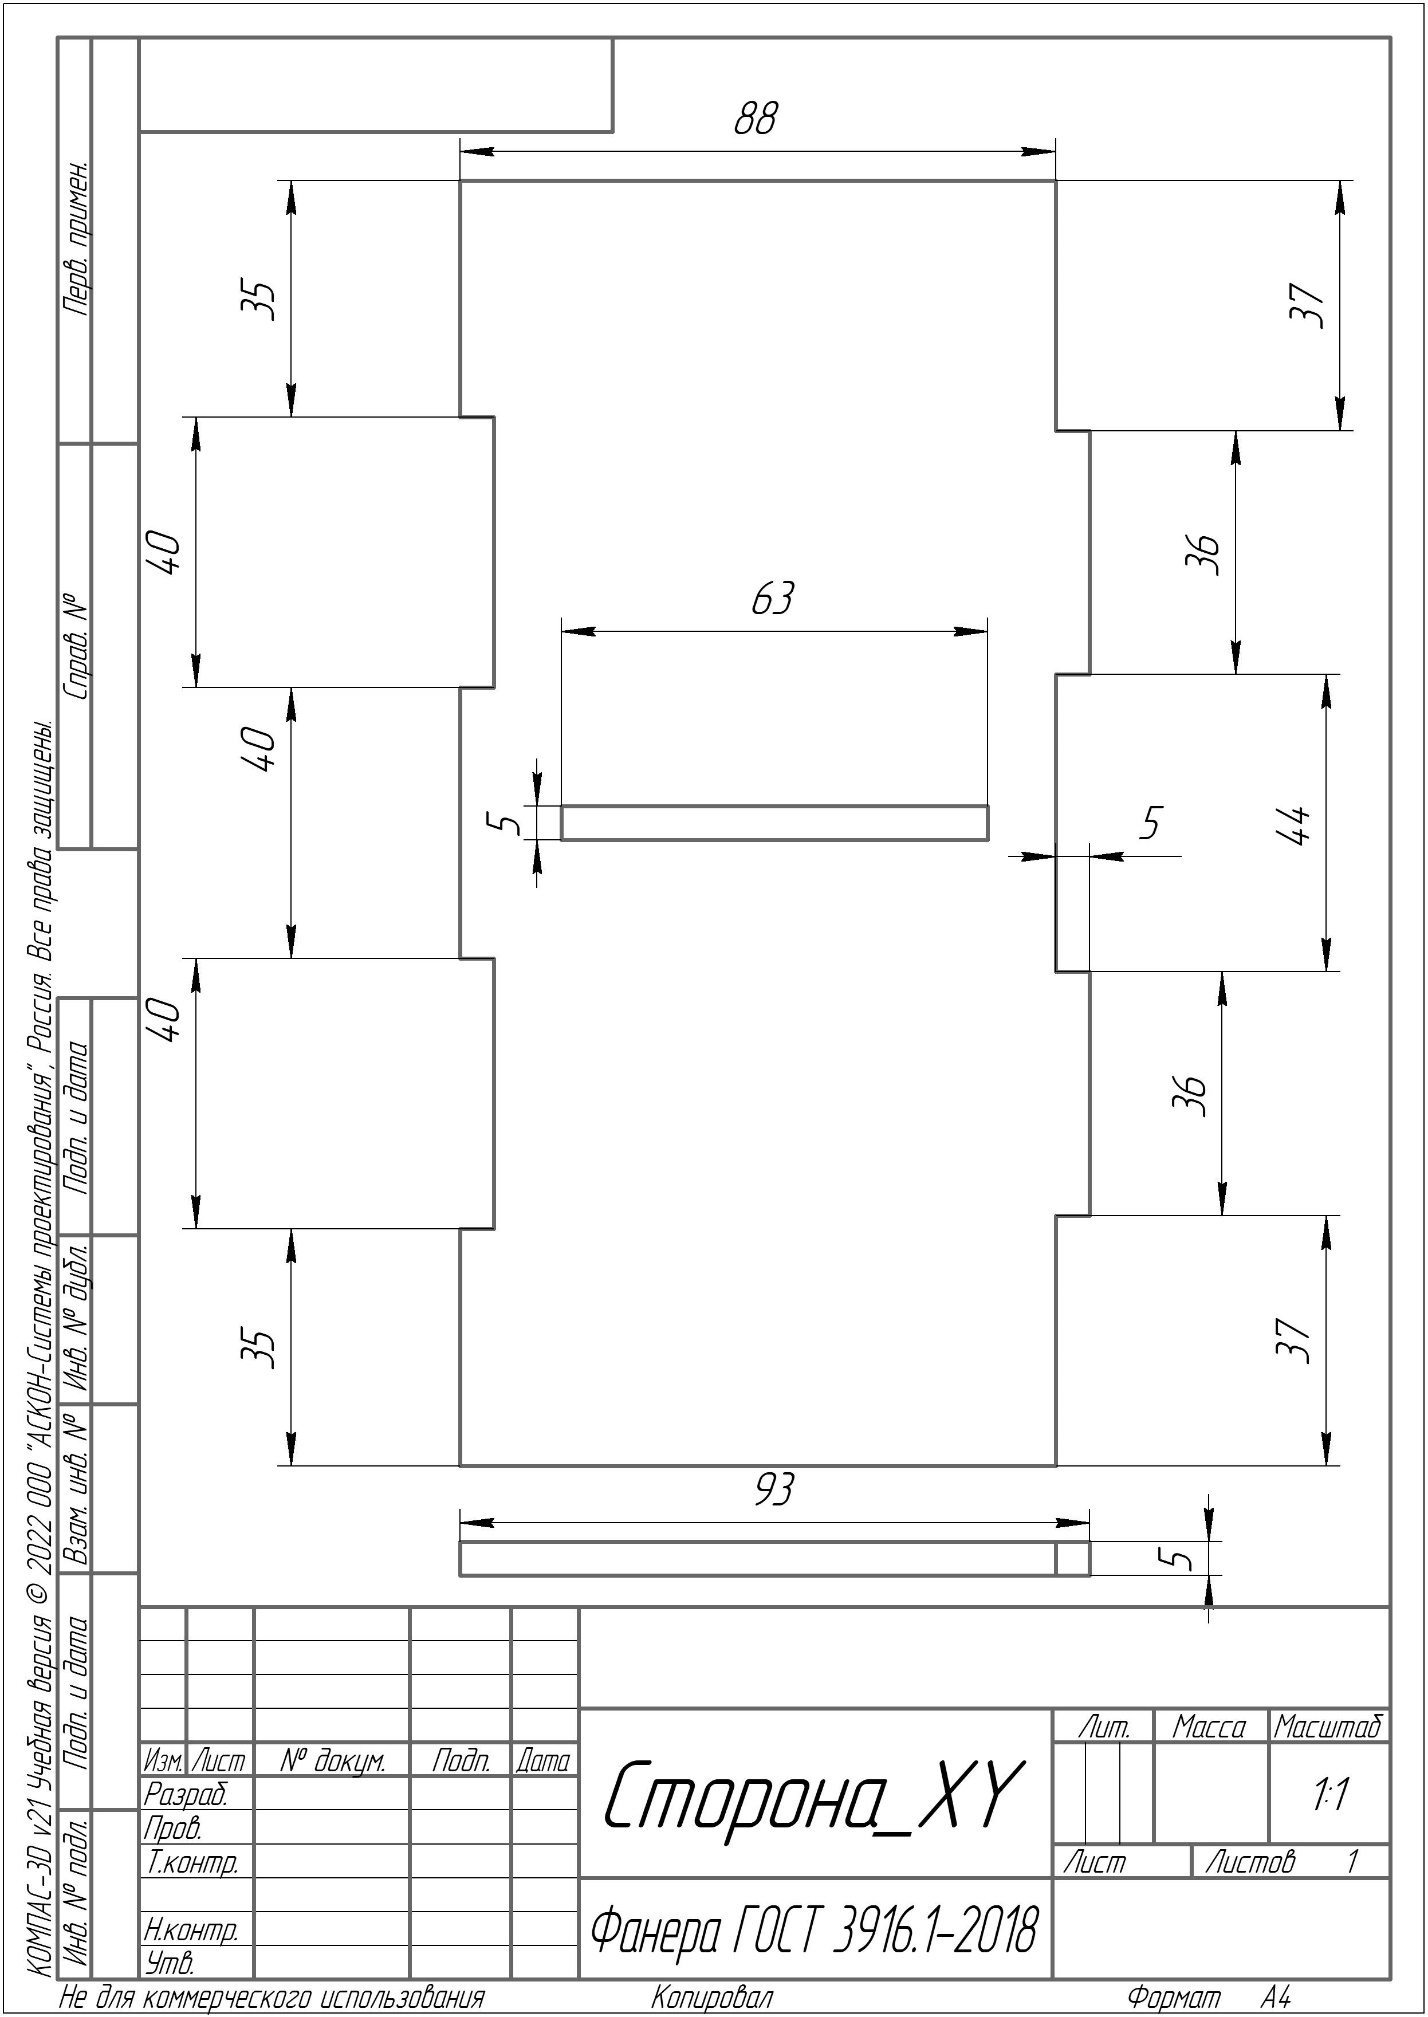 88
35
37
40
36
63
40
5
5
44
40
36
35
37
93
5
Перв. примен.
Справ. №
Подп. и дата
Инв. № дубл.
Взам. инв. №
Подп. и дата
Инв. № подл.
КОМПАС-3D v21 Учебная версия © 2022 ООО "АСКОН-Системы проектирования", Россия. Все права защищены.
Изм. Лист № докум. Подп. Дата
Разраб.
Пров.
Т.контр.
Н.контр.
Утв.
Сторона_XY
Фанера ГОСТ 3916.1-2018
Лит. Масса Масштаб
1:1
Лист Листов 1
Не для коммерческого использования Копировал Формат А4